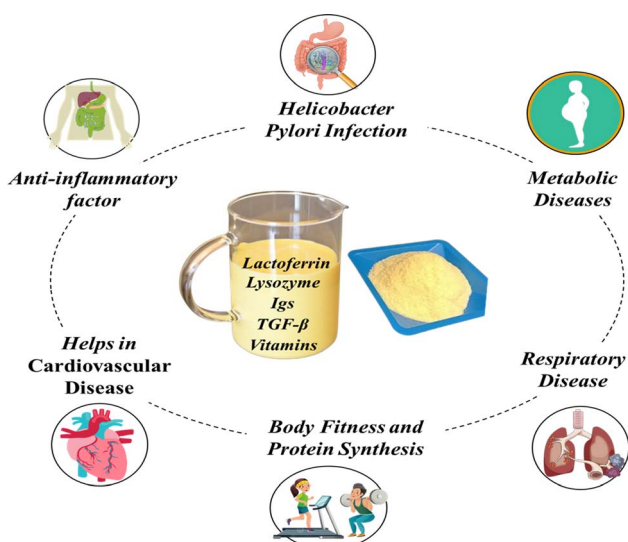 Helicobacter
Pylori Infection
Anti-inflammatory
factor
Metabolic
Diseases
Lactoferrin
Lysozyme
Igs
TGF-β
Vitamins
Helps in
Cardiovascular
Disease
Respiratory
Disease
Body Fitness and
Protein Synthesis